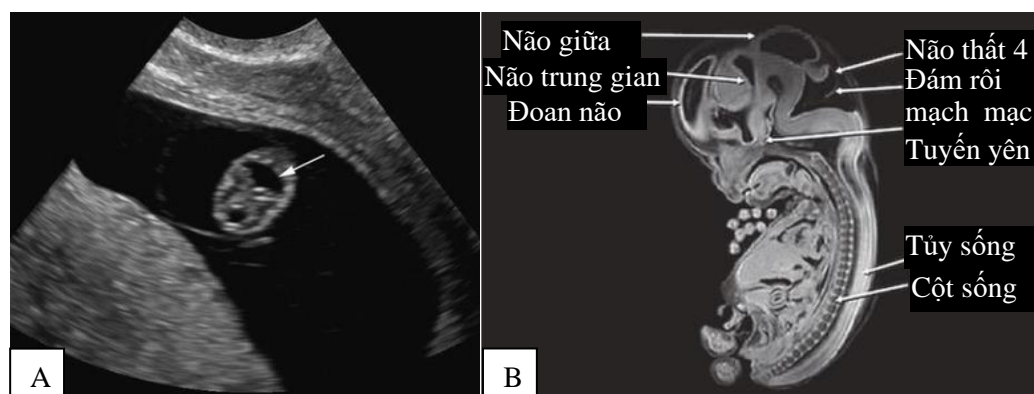 Não giữa
Não trung gian
Đoan não
Não thất 4
Đám rôi
mạch mạc
Tuyến yên
Tủy sống
Cột sống
A
B